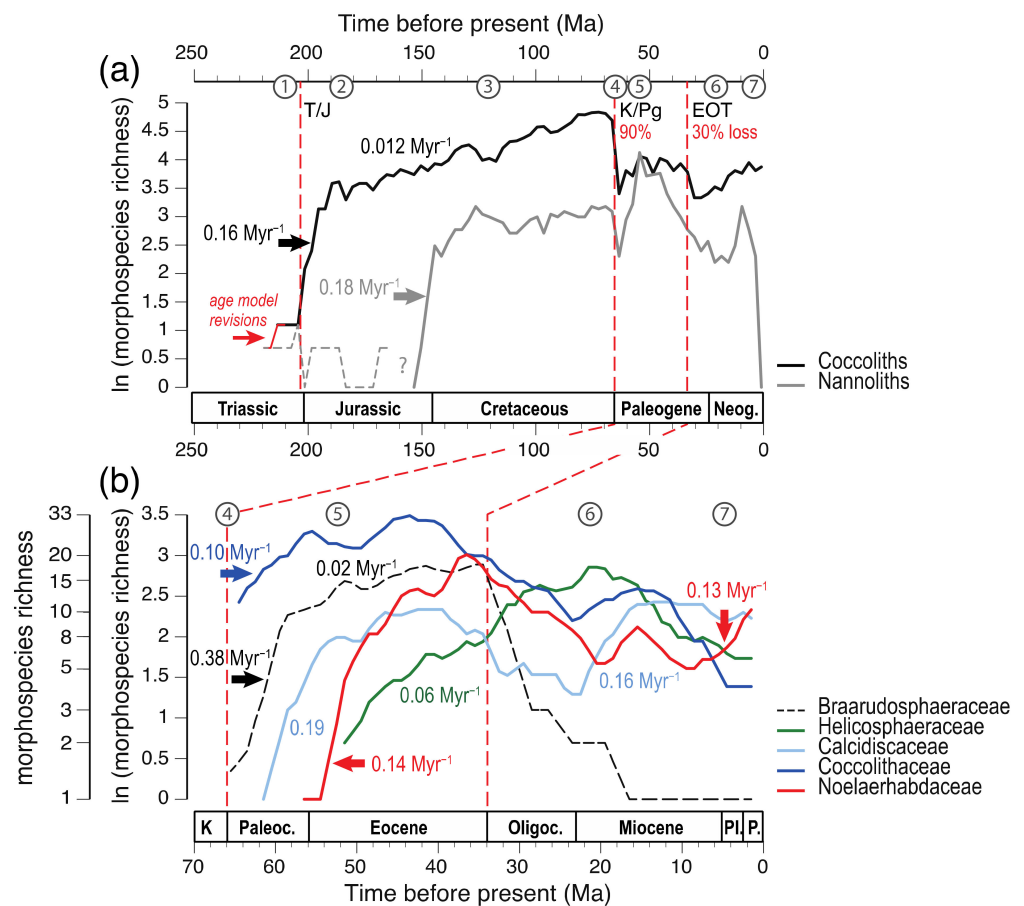 Time before present (Ma)
250 200 150 100 50 0
(a)
1 2 3 4 5 6 7
T/J K/Pg EOT
90% 30% loss
ln (morphospecies richness)
5
4.5
4
3.5
3
2.5
2
1.5
1
0.5
0
0.012 Myr⁻¹
0.16 Myr⁻¹
0.18 Myr⁻¹
age model
revisions
?
Coccoliths
Nannoliths
Triassic Jurassic Cretaceous Paleogene Neog.
250 200 150 100 50 0
(b)
4 5 6 7
morphospecies richness
33
20
15
10
8
5
3
2
1
ln (morphospecies richness)
3.5
3
2.5
2
1.5
1
0.5
0
0.10 Myr⁻¹
0.02 Myr⁻¹
0.13 Myr⁻¹
0.38 Myr⁻¹
0.16 Myr⁻¹
0.06 Myr⁻¹
0.19
0.14 Myr⁻¹
Braarudosphaeraceae
Helicosphaeraceae
Calcidiscaceae
Coccolithaceae
Noelaerhabdaceae
K Paleoc. Eocene Oligoc. Miocene Pl. P.
70 60 50 40 30 20 10 0
Time before present (Ma)